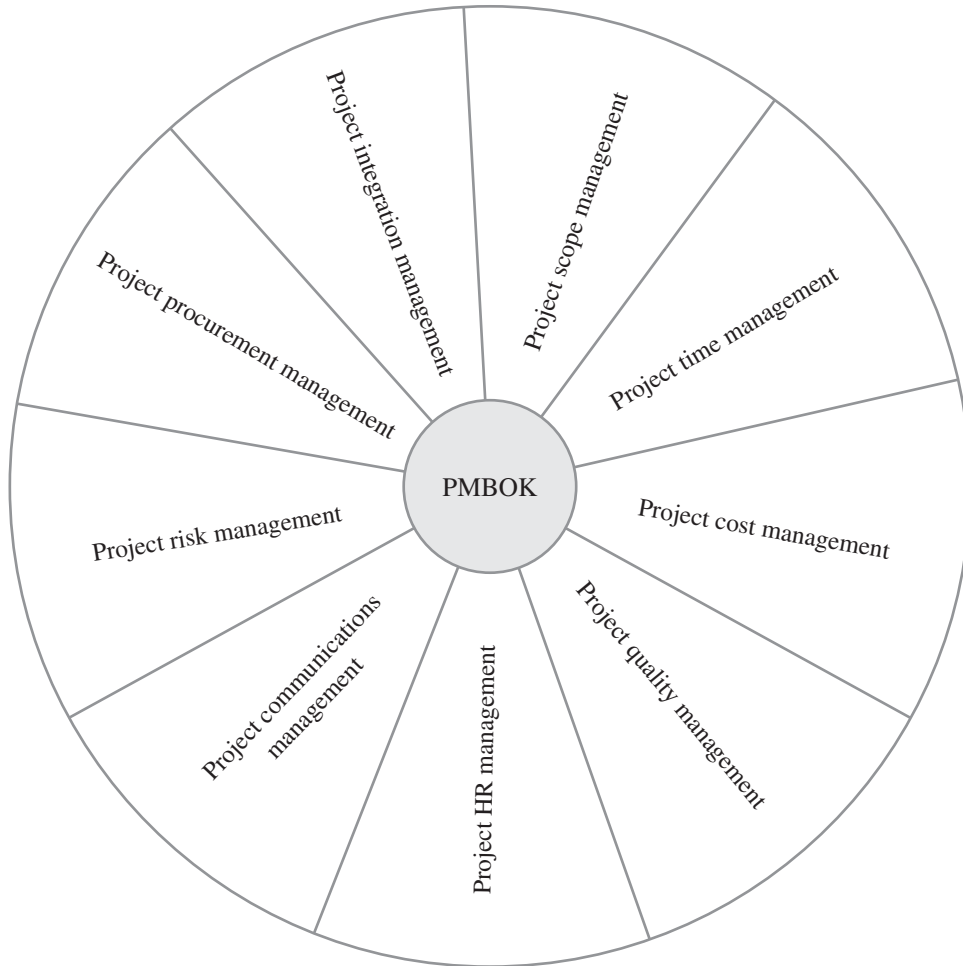 Project integration management
Project scope management
Project time management
Project cost management
Project quality management
Project HR management
Project communications
management
Project risk management
Project procurement management
PMBOK